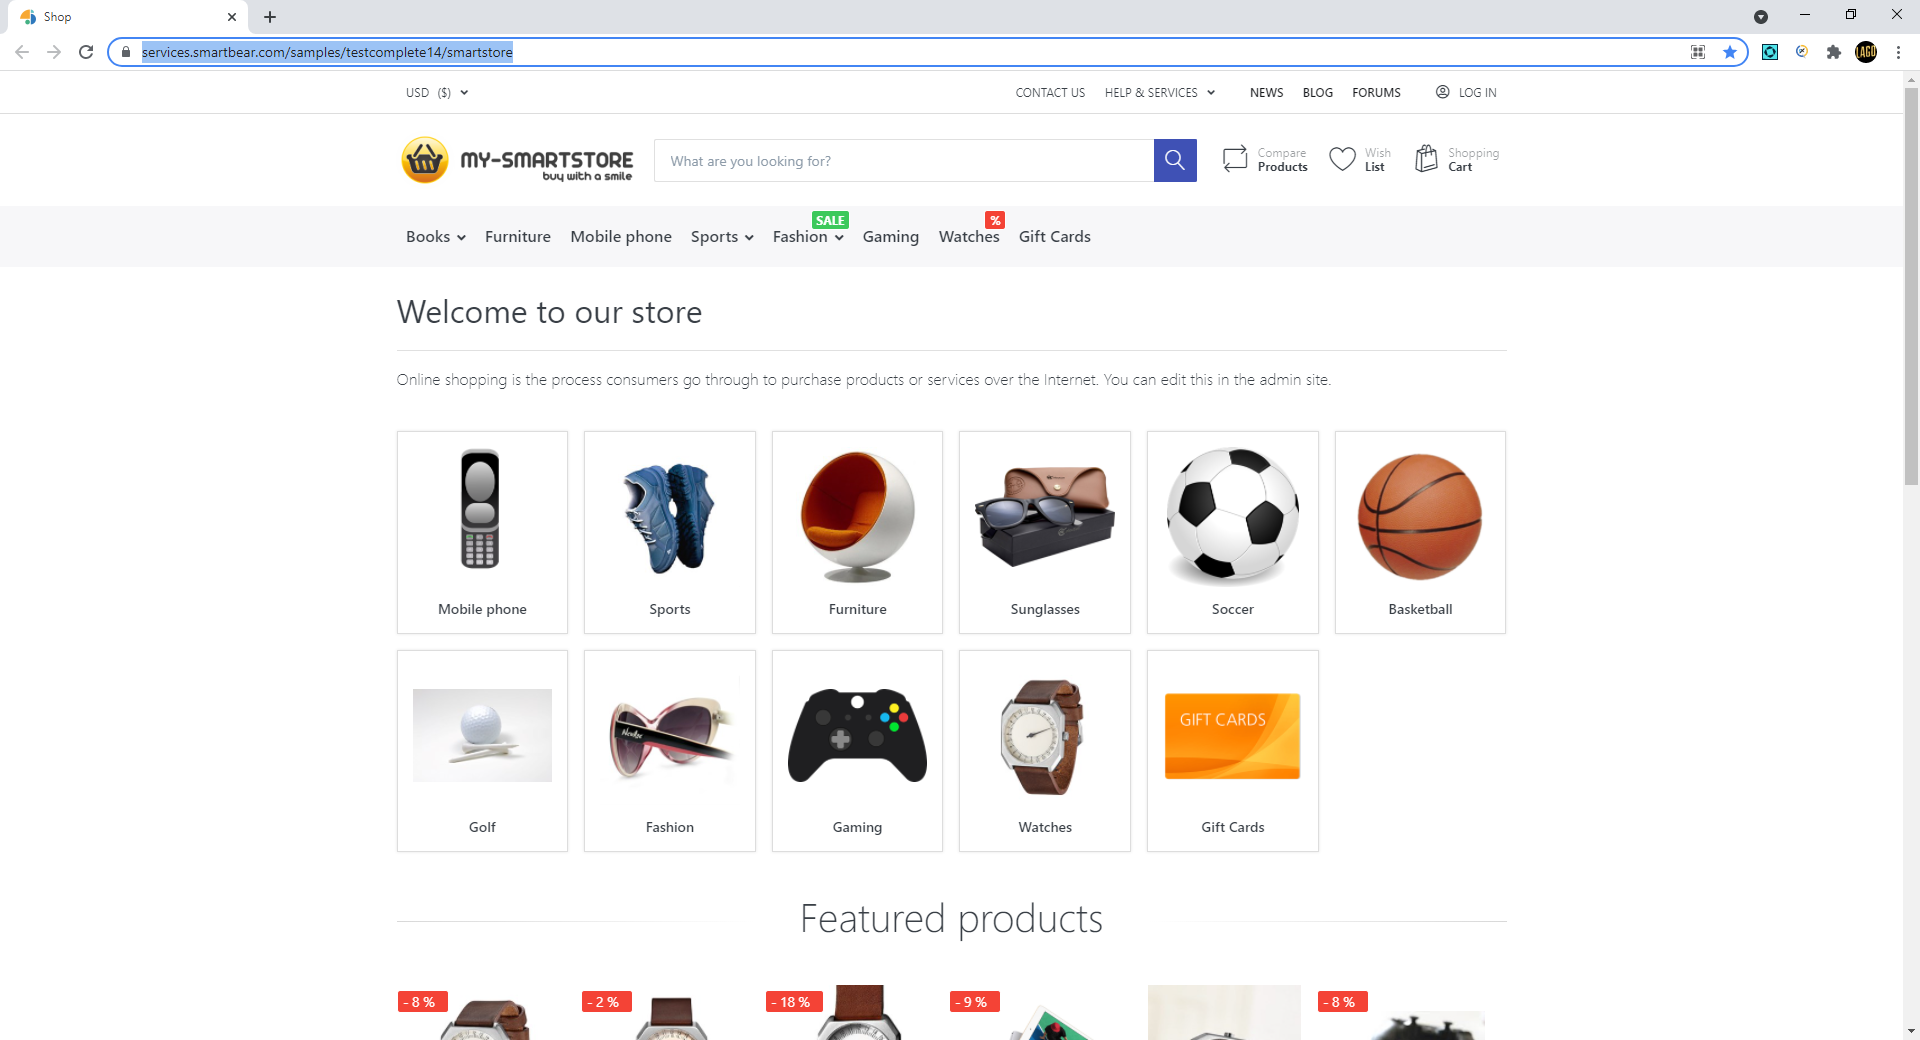 Shop
services.smartbear.com/samples/testcomplete14/smartstore
LAGO
USD ($)
CONTACT US HELP & SERVICES NEWS BLOG FORUMS LOG IN
MY-SMARTSTORE
buy with a smile
What are you looking for?
Compare
Products
Wish
List
Shopping
Cart
SALE
%
Books Furniture Mobile phone Sports Fashion Gaming Watches Gift Cards
Welcome to our store
Online shopping is the process consumers go through to purchase products or services over the Internet. You can edit this in the admin site.
Mobile phone Sports Furniture Sunglasses Soccer Basketball
GIFT CARDS
Golf Fashion Gaming Watches Gift Cards
Featured products
- 8 % - 2 % - 18 % - 9 % - 8 %